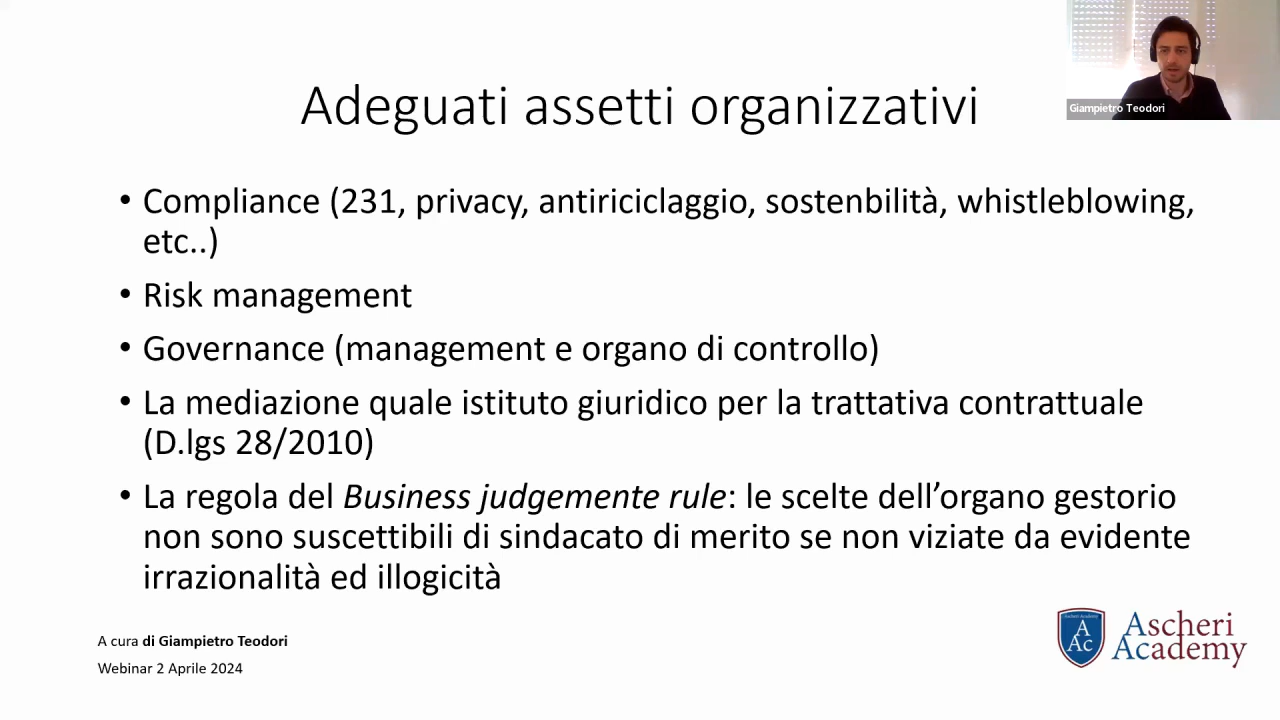 Giampietro Teodori
Adeguati assetti organizzativi
• Compliance (231, privacy, antiriciclaggio, sostenbilità, whistleblowing,
etc..)
• Risk management
• Governance (management e organo di controllo)
• La mediazione quale istituto giuridico per la trattativa contrattuale
(D.lgs 28/2010)
• La regola del Business judgemente rule: le scelte dell’organo gestorio
non sono suscettibili di sindacato di merito se non viziate da evidente
irrazionalità ed illogicità
A cura di Giampietro Teodori
Webinar 2 Aprile 2024
Ascheri Academy
A
Ac
Ascheri
Academy